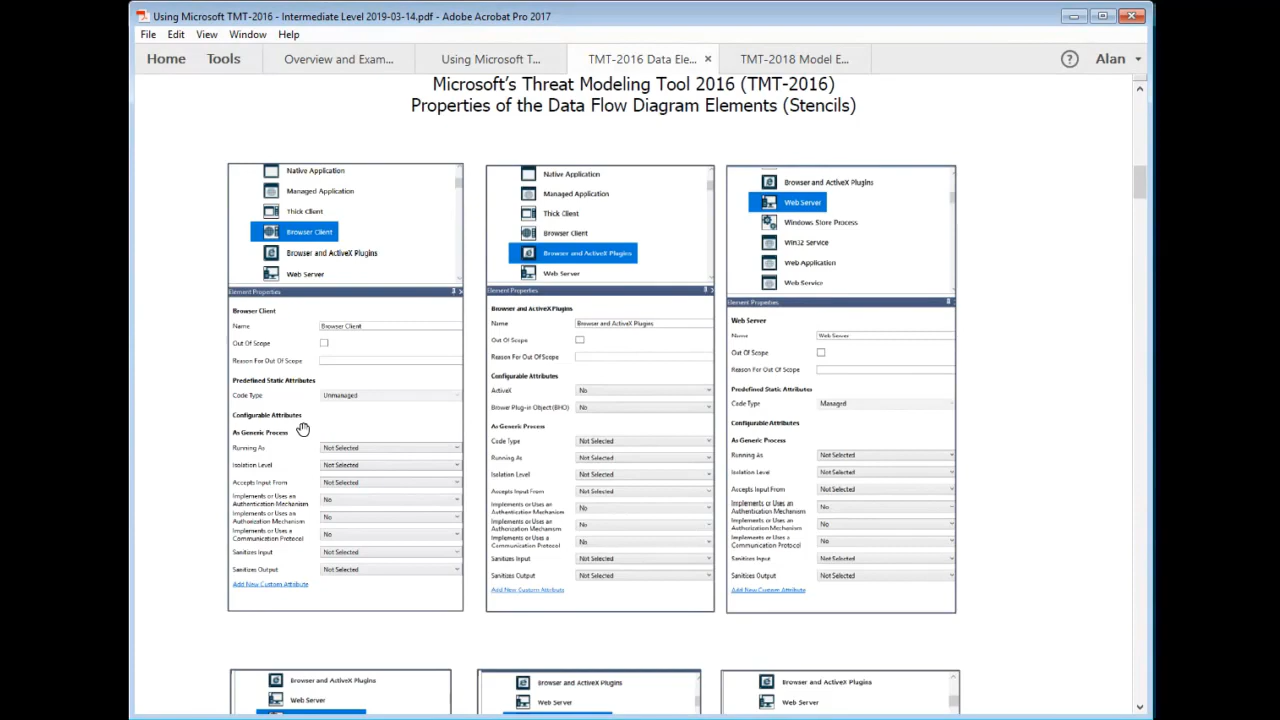 Using Microsoft TMT-2016 - Intermediate Level 2019-03-14.pdf - Adobe Acrobat Pro 2017
File Edit View Window Help
Home Tools Overview and Exam... Using Microsoft T... TMT-2016 Data Ele... TMT-2018 Model E... Alan
Microsoft's Threat Modeling Tool 2016 (TMT-2016)
Properties of the Data Flow Diagram Elements (Stencils)
Native Application
Managed Application
Thick Client
Browser Client
Browser and ActiveX Plugins
Web Server
Element Properties
Browser Client
Name Browser Client
Out Of Scope
Reason For Out Of Scope
Predefined Static Attributes
Code Type Unmanaged
Configurable Attributes
As Generic Process
Running As Not Selected
Isolation Level Not Selected
Accepts Input From Not Selected
Implements or Uses an
Authentication Mechanism No
Implements or Uses an
Authorization Mechanism No
Implements or Uses a
Communication Protocol No
Sanitizes Input Not Selected
Sanitizes Output Not Selected
Add New Custom Attribute
Native Application
Managed Application
Thick Client
Browser Client
Browser and ActiveX Plugins
Web Server
Element Properties
Browser and ActiveX Plugins
Name Browser and ActiveX Plugins
Out Of Scope
Reason For Out Of Scope
Configurable Attributes
ActiveX No
Brower Plug-in Object (BHO) No
As Generic Process
Code Type Not Selected
Running As Not Selected
Isolation Level Not Selected
Accepts Input From Not Selected
Implements or Uses an
Authentication Mechanism No
Implements or Uses an
Authorization Mechanism No
Implements or Uses a
Communication Protocol No
Sanitizes Input Not Selected
Sanitizes Output Not Selected
Add New Custom Attribute
Browser and ActiveX Plugins
Web Server
Windows Store Process
Win32 Service
Web Application
Web Service
Element Properties
Web Server
Name Web Server
Out Of Scope
Reason For Out Of Scope
Predefined Static Attributes
Code Type Managed
Configurable Attributes
As Generic Process
Running As Not Selected
Isolation Level Not Selected
Accepts Input From Not Selected
Implements or Uses an
Authentication Mechanism No
Implements or Uses an
Authorization Mechanism No
Implements or Uses a
Communication Protocol No
Sanitizes Input Not Selected
Sanitizes Output Not Selected
Add New Custom Attribute
Browser and ActiveX Plugins
Web Server
Browser and ActiveX Plugins
Web Server
Browser and ActiveX Plugins
Web Server